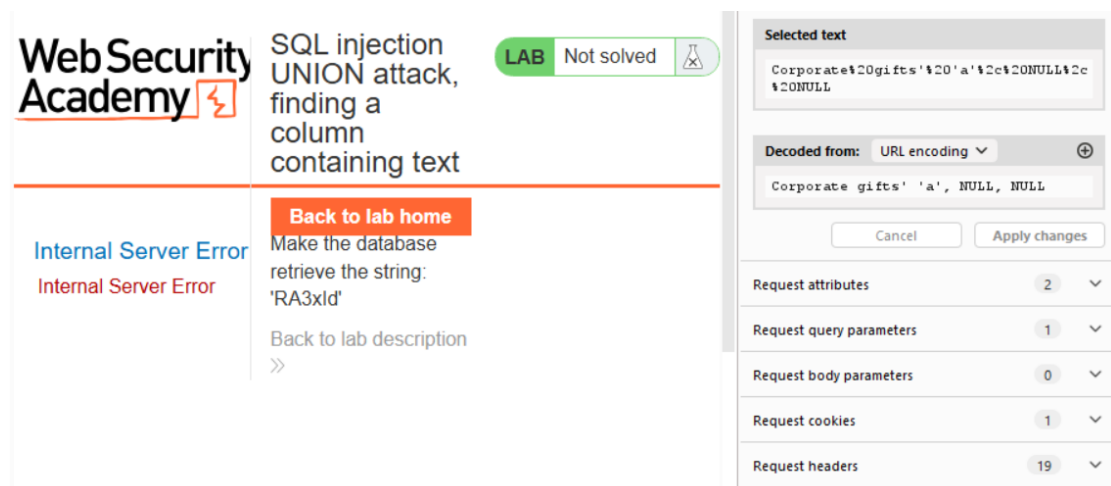 Web Security
Academy
SQL injection
UNION attack,
finding a
column
containing text
LAB Not solved
Back to lab home
Internal Server Error
Internal Server Error
Make the database
retrieve the string:
'RA3xId'
Back to lab description
Selected text
Corporate%20gifts'%20'a'%2c%20NULL%2c
%20NULL
Decoded from: URL encoding
Corporate gifts' 'a', NULL, NULL
Cancel Apply changes
Request attributes 2
Request query parameters 1
Request body parameters 0
Request cookies 1
Request headers 19